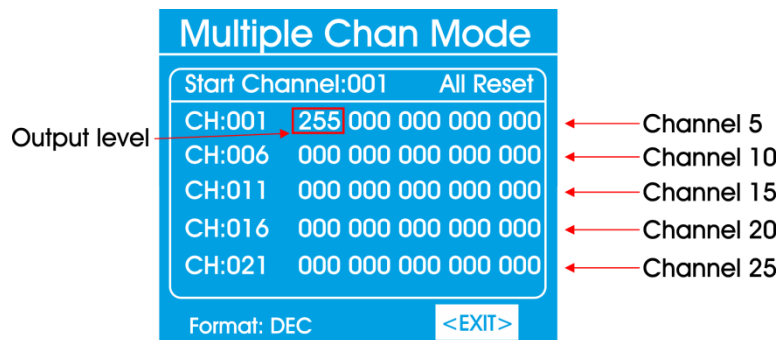 Multiple Chan Mode
Start Channel:001 All Reset
CH:001 255 000 000 000 000 Channel 5
Output level
CH:006 000 000 000 000 000 Channel 10
CH:011 000 000 000 000 000 Channel 15
CH:016 000 000 000 000 000 Channel 20
CH:021 000 000 000 000 000 Channel 25
Format: DEC <EXIT>